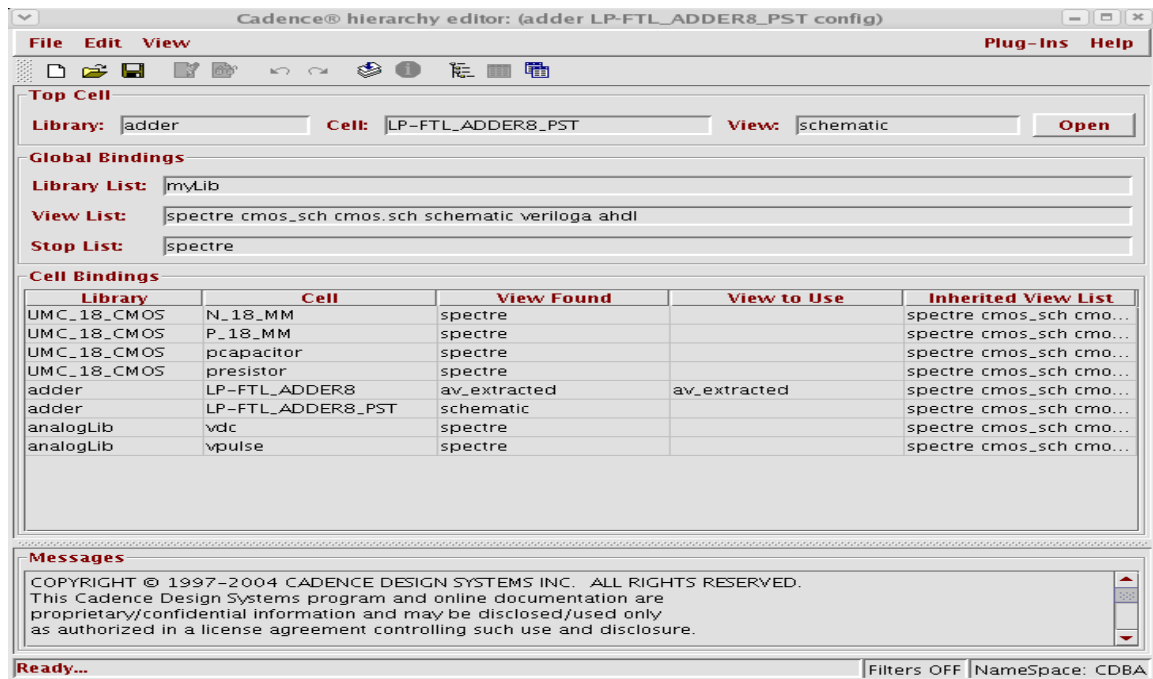 Cadence® hierarchy editor: (adder LP-FTL_ADDER8_PST config)
File Edit View Plug-Ins Help
Top Cell
Library: adder Cell: LP-FTL_ADDER8_PST View: schematic Open
Global Bindings
Library List: myLib
View List: spectre cmos_sch cmos.sch schematic veriloga ahdl
Stop List: spectre
Cell Bindings
Library Cell View Found View to Use Inherited View List
UMC_18_CMOS N_18_MM spectre spectre cmos_sch cmo...
UMC_18_CMOS P_18_MM spectre spectre cmos_sch cmo...
UMC_18_CMOS pcapacitor spectre spectre cmos_sch cmo...
UMC_18_CMOS presistor spectre spectre cmos_sch cmo...
adder LP-FTL_ADDER8 av_extracted av_extracted spectre cmos_sch cmo...
adder LP-FTL_ADDER8_PST schematic spectre cmos_sch cmo...
analogLib vdc spectre spectre cmos_sch cmo...
analogLib vpulse spectre spectre cmos_sch cmo...
Messages
COPYRIGHT © 1997-2004 CADENCE DESIGN SYSTEMS INC. ALL RIGHTS RESERVED.
This Cadence Design Systems program and online documentation are
proprietary/confidential information and may be disclosed/used only
as authorized in a license agreement controlling such use and disclosure.
Ready... Filters OFF NameSpace: CDBA